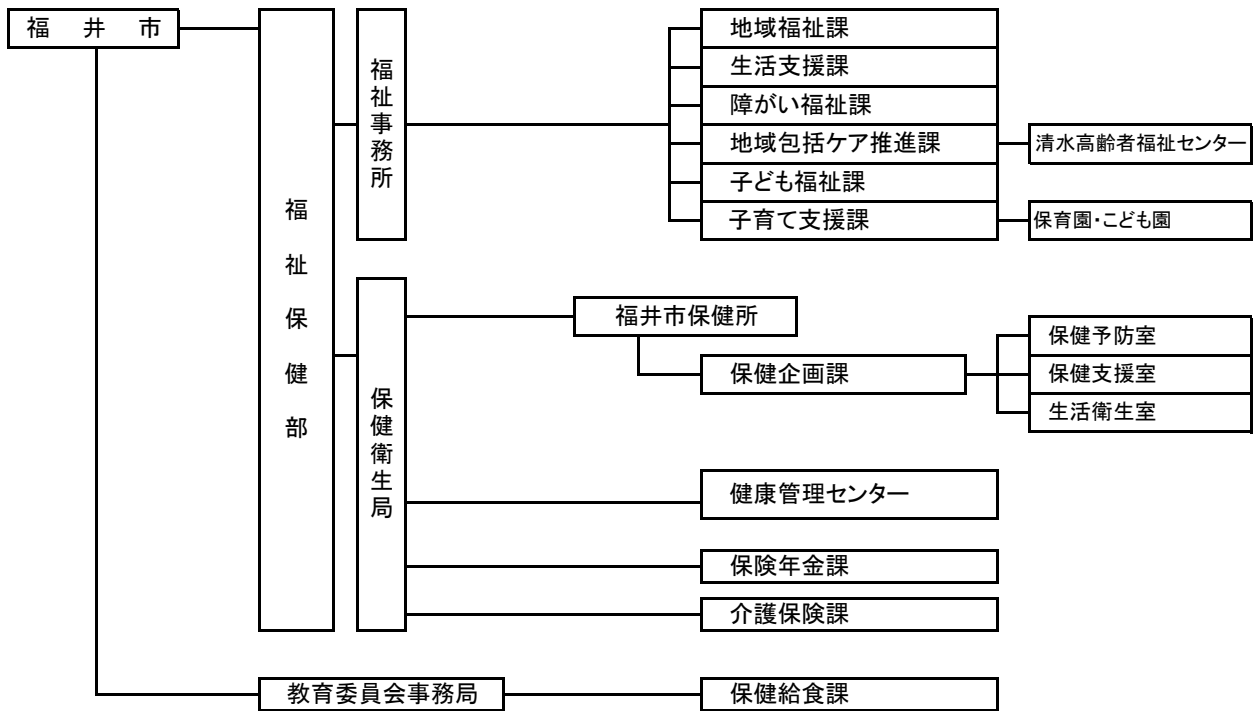 福井市
福祉保健部
福祉事務所
地域福祉課
生活支援課
障がい福祉課
地域包括ケア推進課
清水高齢者福祉センター
子ども福祉課
子育て支援課
保育園・こども園
保健衛生局
福井市保健所
保健企画課
保健予防室
保健支援室
生活衛生室
健康管理センター
保険年金課
介護保険課
教育委員会事務局
保健給食課